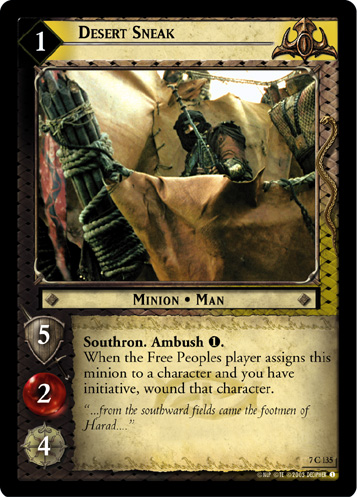 1 DESERT SNEAK
MINION • MAN
5
2
4
Southron. Ambush ❶.
When the Free Peoples player assigns this
minion to a character and you have
initiative, wound that character.
"...from the southward fields came the footmen of
Harad...."
7 C 135